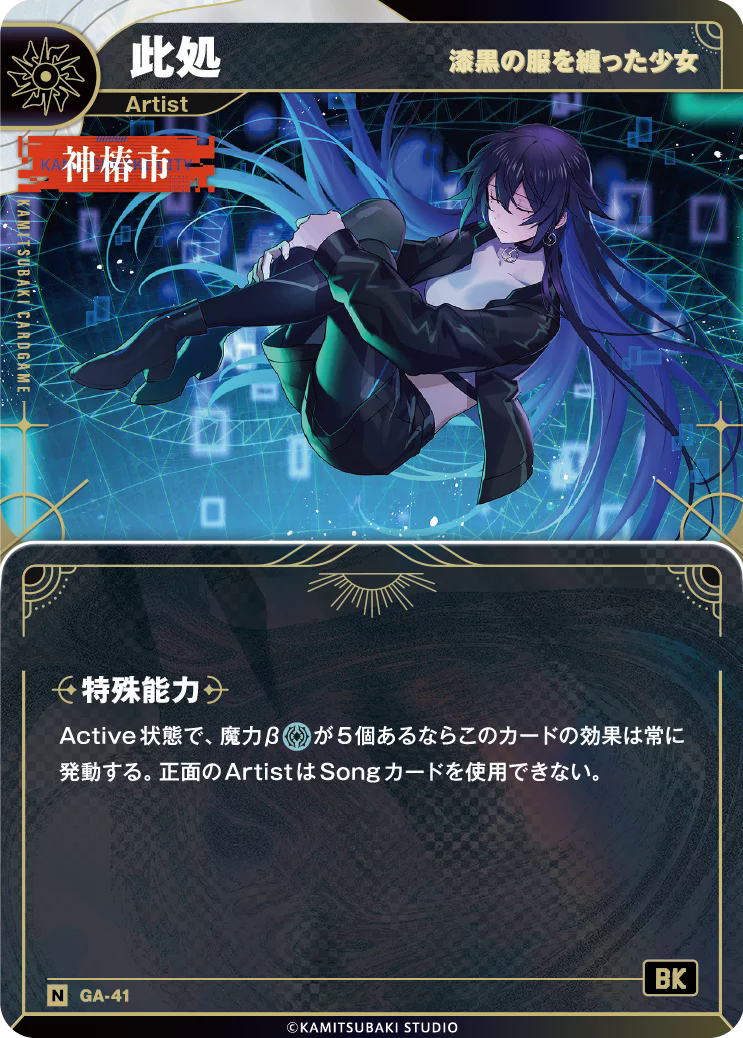 此処
漆黒の服を纏った少女
Artist
神椿市
KAMITSUBAKI CARDGAME
特殊能力
Active状態で、魔力βが5個あるならこのカードの効果は常に
発動する。正面のArtistはSongカードを使用できない。
BK
N GA-41
©KAMITSUBAKI STUDIO